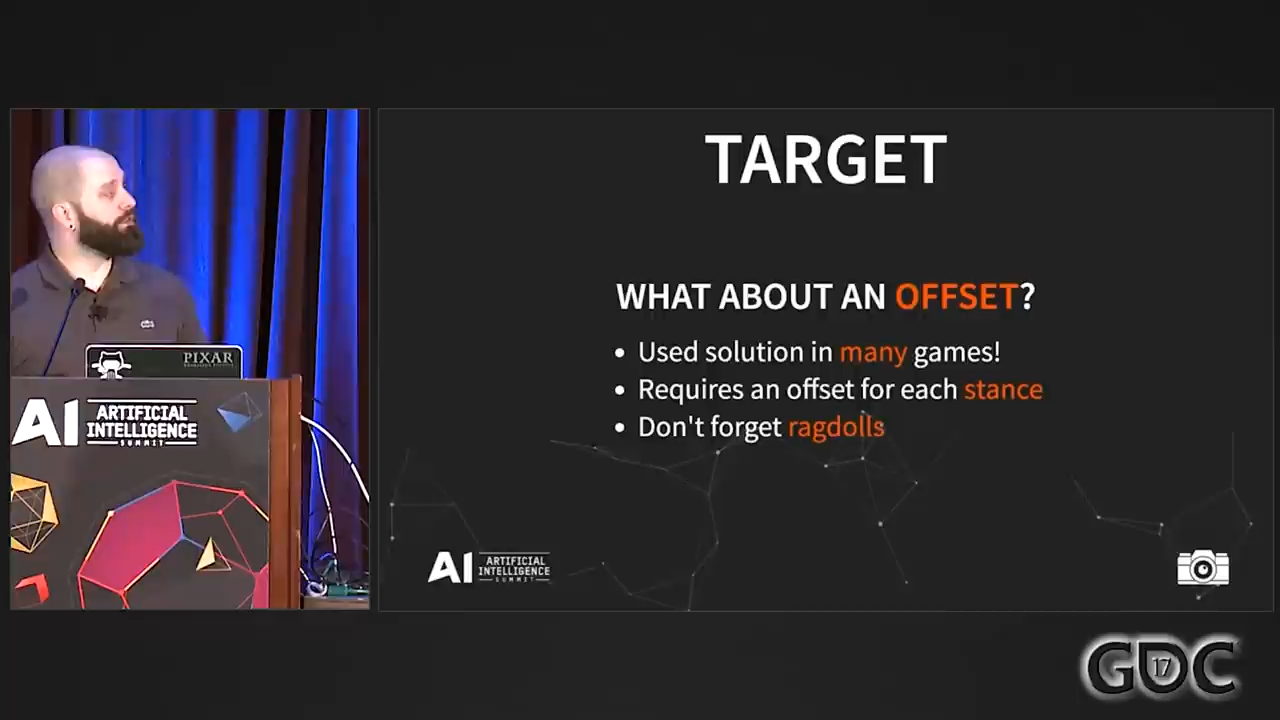 TARGET
WHAT ABOUT AN OFFSET?
Used solution in many games!
Requires an offset for each stance
Don't forget ragdolls
PIXAR
AI ARTIFICIAL
INTELLIGENCE
SUMMIT
AI ARTIFICIAL
INTELLIGENCE
SUMMIT
GDC
17